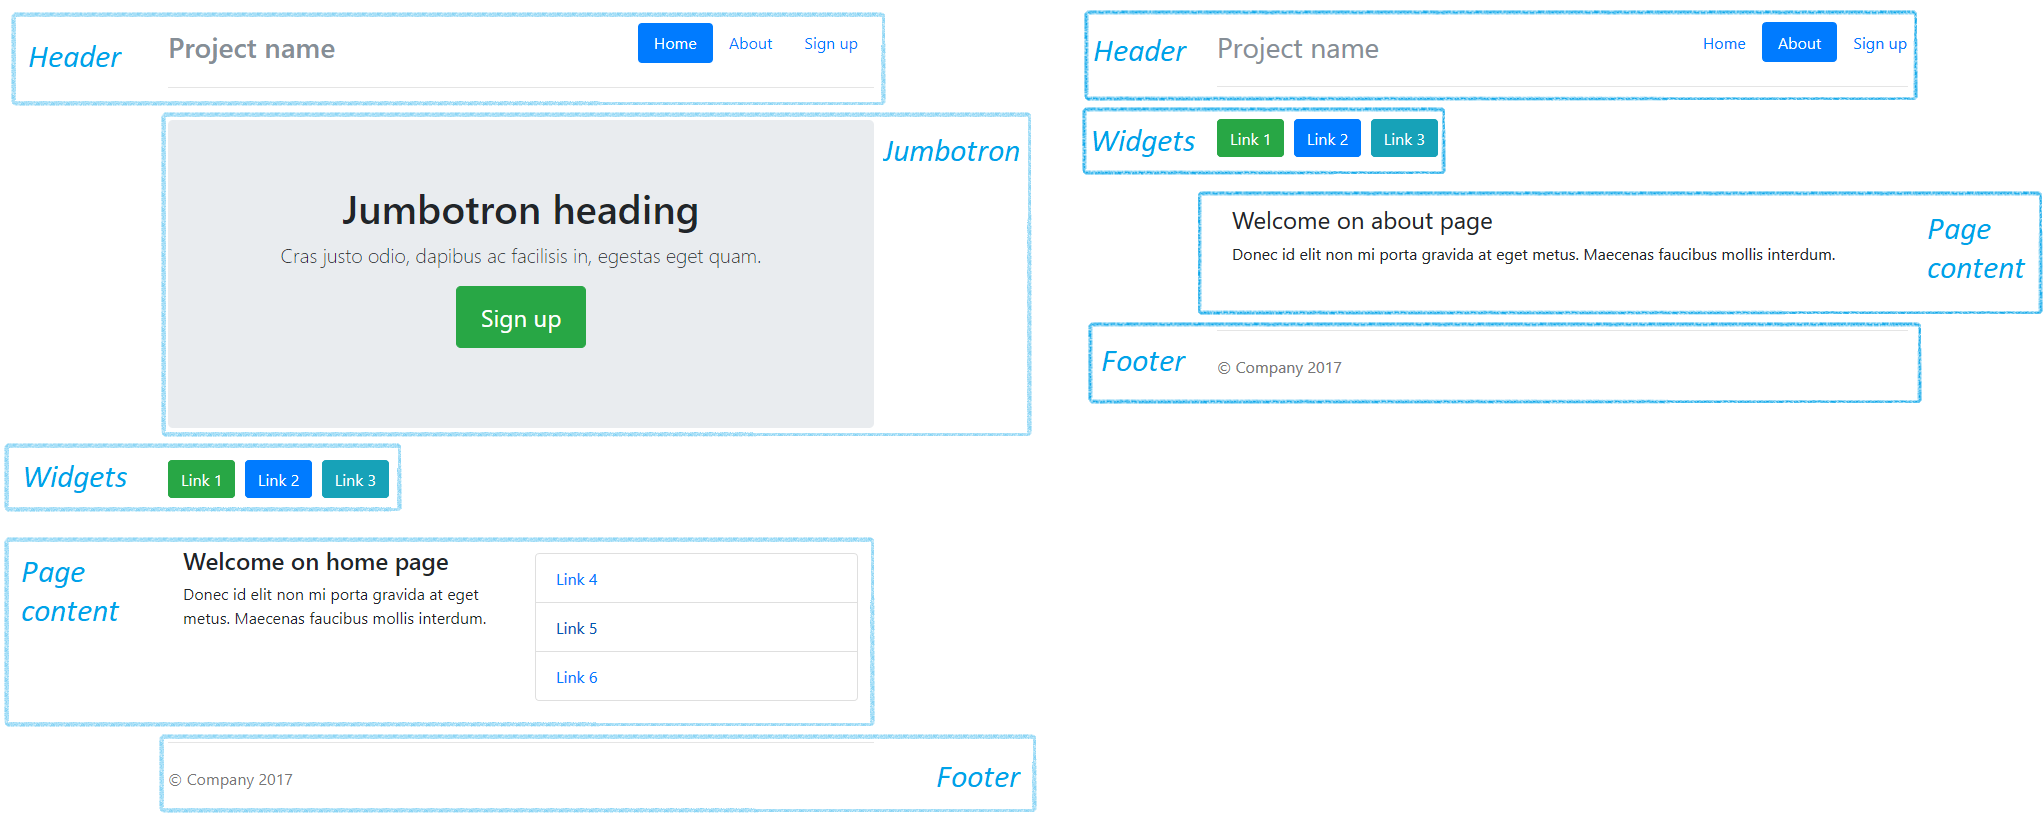 Header
Project name
Home
About
Sign up
Jumbotron
Jumbotron heading
Cras justo odio, dapibus ac facilisis in, egestas eget quam.
Sign up
Widgets
Link 1
Link 2
Link 3
Page
content
Welcome on home page
Donec id elit non mi porta gravida at eget
metus. Maecenas faucibus mollis interdum.
Link 4
Link 5
Link 6
© Company 2017
Footer
Header
Project name
Home
About
Sign up
Widgets
Link 1
Link 2
Link 3
Welcome on about page
Donec id elit non mi porta gravida at eget metus. Maecenas faucibus mollis interdum.
Page
content
Footer
© Company 2017